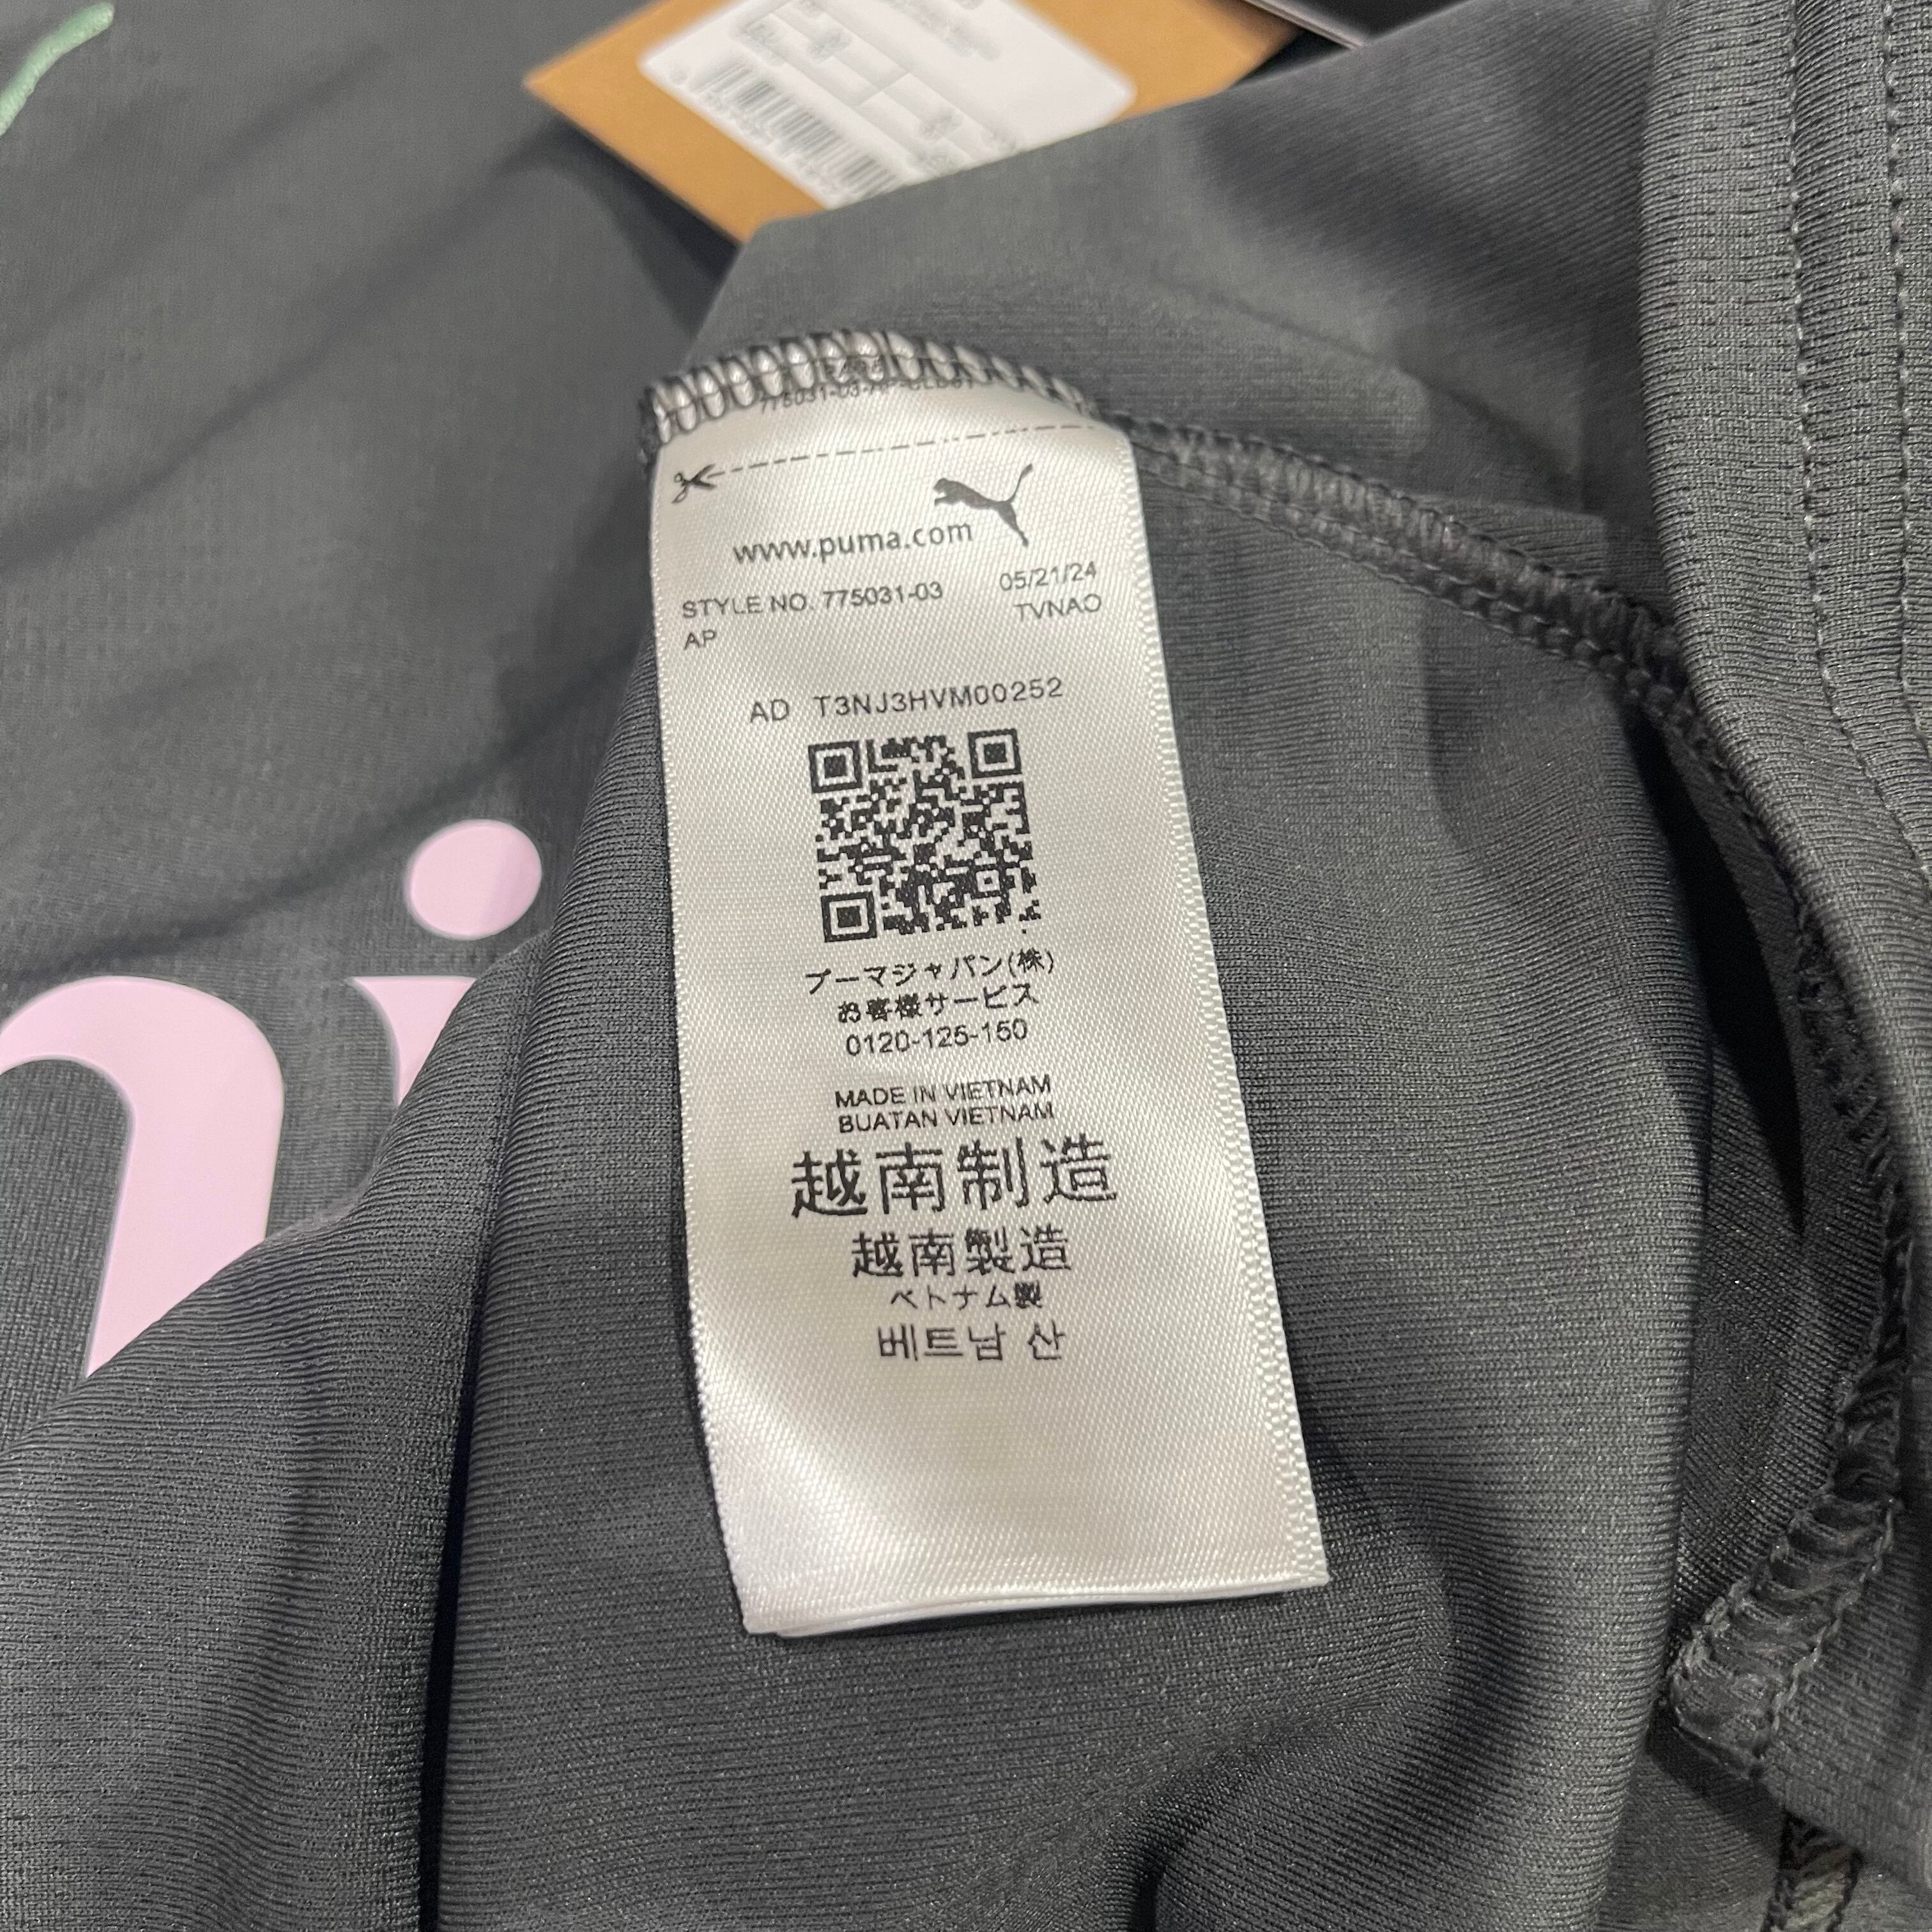 www.puma.com
STYLE NO. 775031-03 05/21/24
AP TVNAO
AD T3NJ3HVM00252
プーマジャパン(株)
お客様サービス
0120-125-150
MADE IN VIETNAM
BUATAN VIETNAM
越南制造
越南製造
ベトナム製
베트남 산
ni